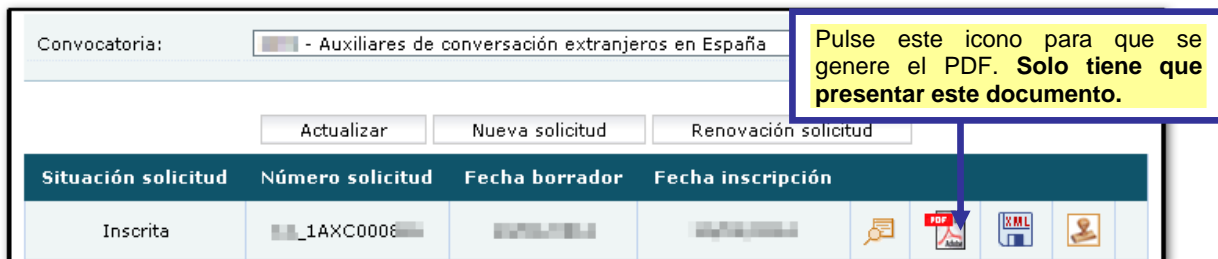 Convocatoria:
- Auxiliares de conversación extranjeros en España
Pulse este icono para que se
genere el PDF. Solo tiene que
presentar este documento.
Actualizar Nueva solicitud Renovación solicitud
Situación solicitud Número solicitud Fecha borrador Fecha inscripción
Inscrita _1AXC0008
PDF Adobe XML